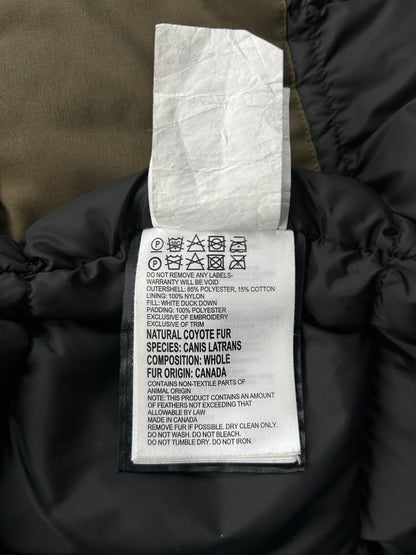 DO NOT REMOVE ANY LABELS-
WARRANTY WILL BE VOID
OUTERSHELL: 85% POLYESTER, 15% COTTON
LINING: 100% NYLON
FILL: WHITE DUCK DOWN
PADDING: 100% POLYESTER
EXCLUSIVE OF EMBROIDERY
EXCLUSIVE OF TRIM
NATURAL COYOTE FUR
SPECIES: CANIS LATRANS
COMPOSITION: WHOLE
FUR ORIGIN: CANADA
CONTAINS NON-TEXTILE PARTS OF
ANIMAL ORIGIN
NOTE: THIS PRODUCT CONTAINS AN AMOUNT
OF FEATHERS NOT EXCEEDING THAT
ALLOWABLE BY LAW
MADE IN CANADA
REMOVE FUR IF POSSIBLE. DRY CLEAN ONLY.
DO NOT WASH. DO NOT BLEACH.
DO NOT TUMBLE DRY. DO NOT IRON.